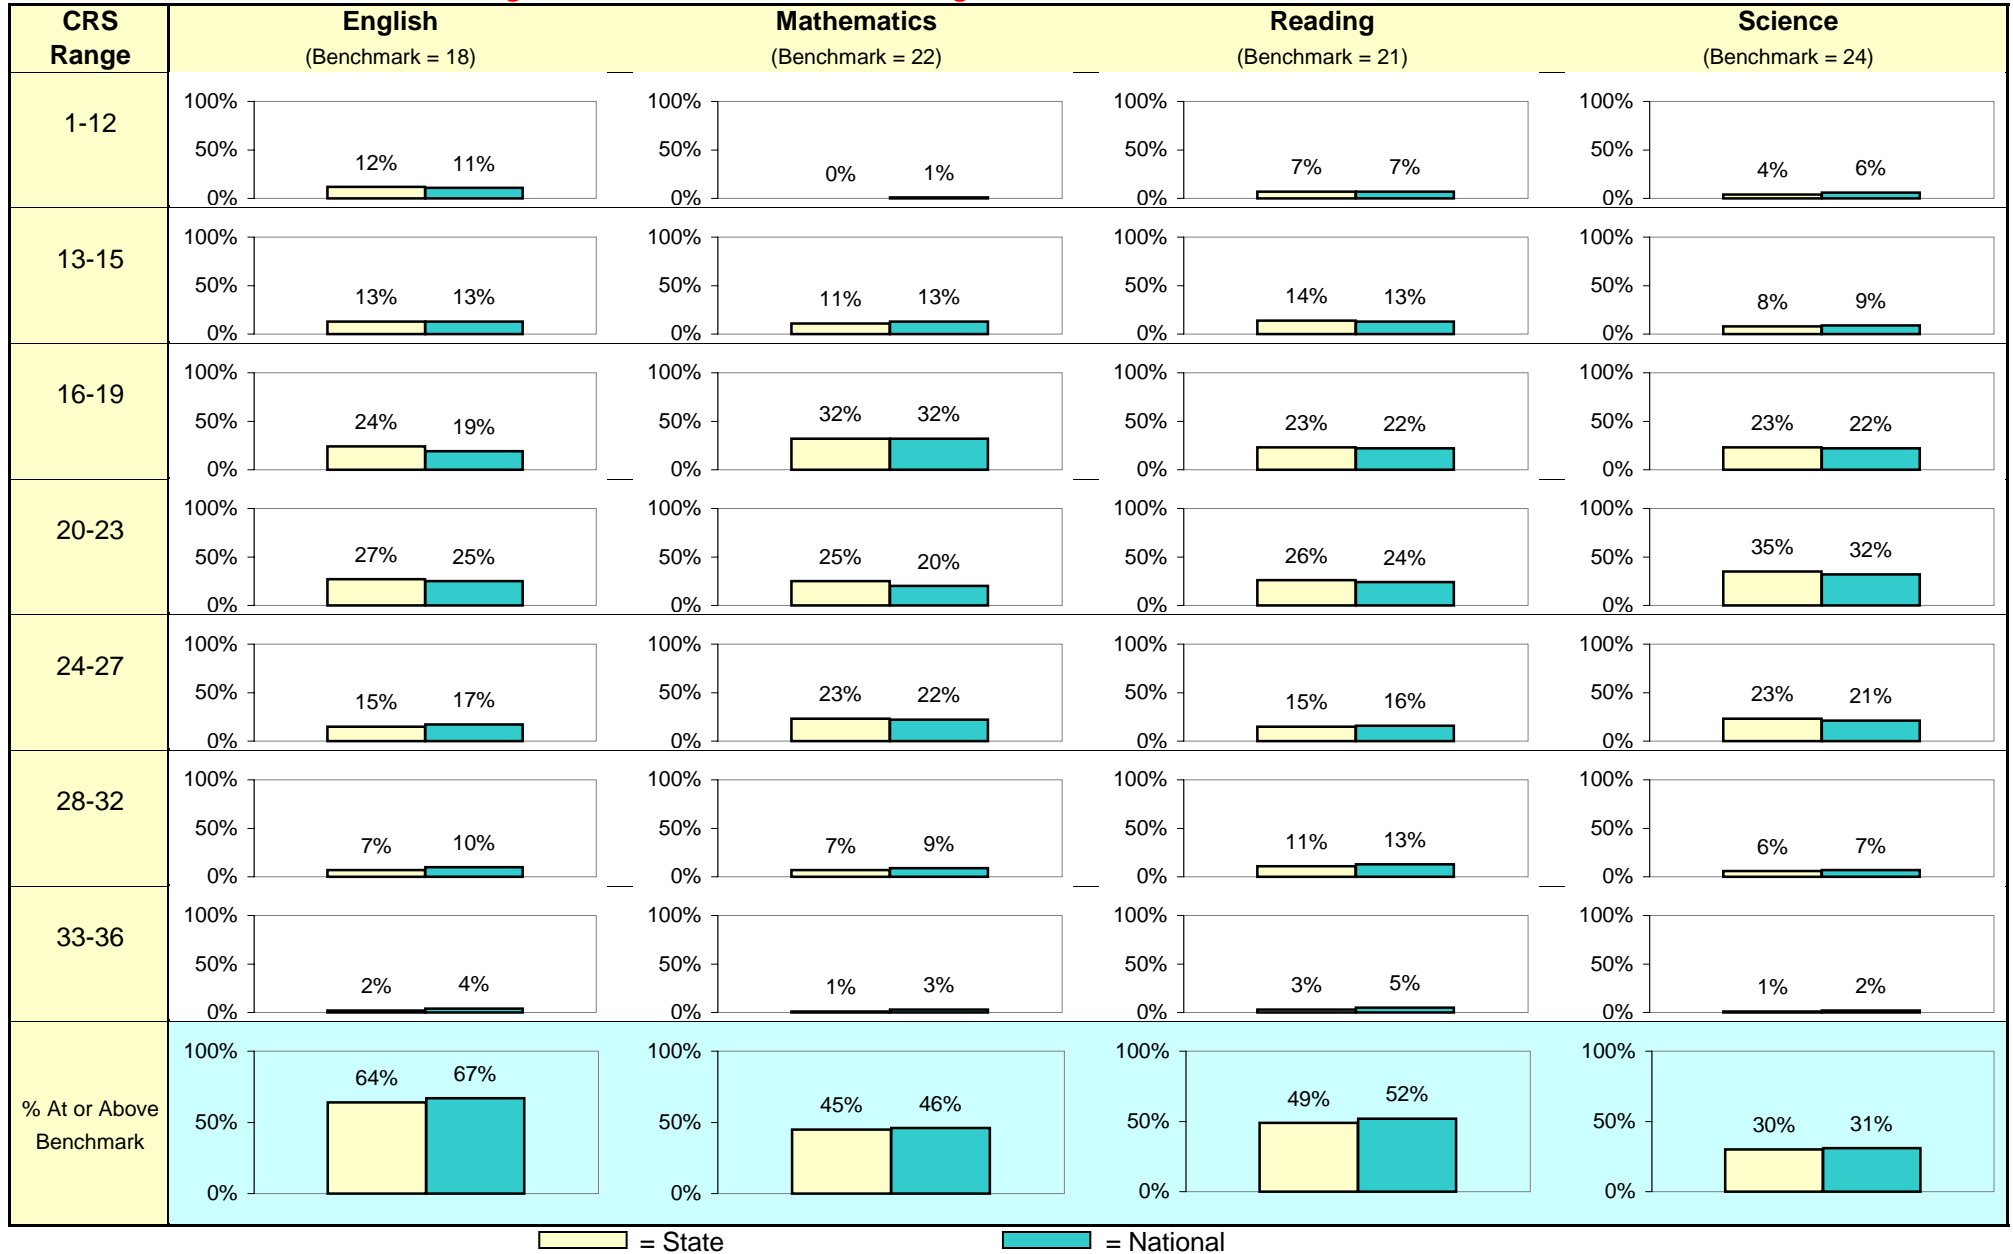 CRS Range English Mathematics Reading Science
(Benchmark = 18) (Benchmark = 22) (Benchmark = 21) (Benchmark = 24)
1-12
100% 100% 100% 100%
50% 12% 11% 50% 0% 1% 50% 7% 7% 50% 4% 6%
0% 0% 0% 0%
13-15
100% 100% 100% 100%
50% 13% 13% 50% 11% 13% 50% 14% 13% 50% 8% 9%
0% 0% 0% 0%
16-19
100% 100% 100% 100%
50% 24% 19% 50% 32% 32% 50% 23% 22% 50% 23% 22%
0% 0% 0% 0%
20-23
100% 100% 100% 100%
50% 27% 25% 50% 25% 20% 50% 26% 24% 50% 35% 32%
0% 0% 0% 0%
24-27
100% 100% 100% 100%
50% 15% 17% 50% 23% 22% 50% 15% 16% 50% 23% 21%
0% 0% 0% 0%
28-32
100% 100% 100% 100%
50% 7% 10% 50% 7% 9% 50% 11% 13% 50% 6% 7%
0% 0% 0% 0%
33-36
100% 100% 100% 100%
50% 2% 4% 50% 1% 3% 50% 3% 5% 50% 1% 2%
0% 0% 0% 0%
% At or Above
Benchmark
100% 100% 100% 100%
50% 64% 67% 50% 45% 46% 50% 49% 52% 50% 30% 31%
0% 0% 0% 0%
= State = National